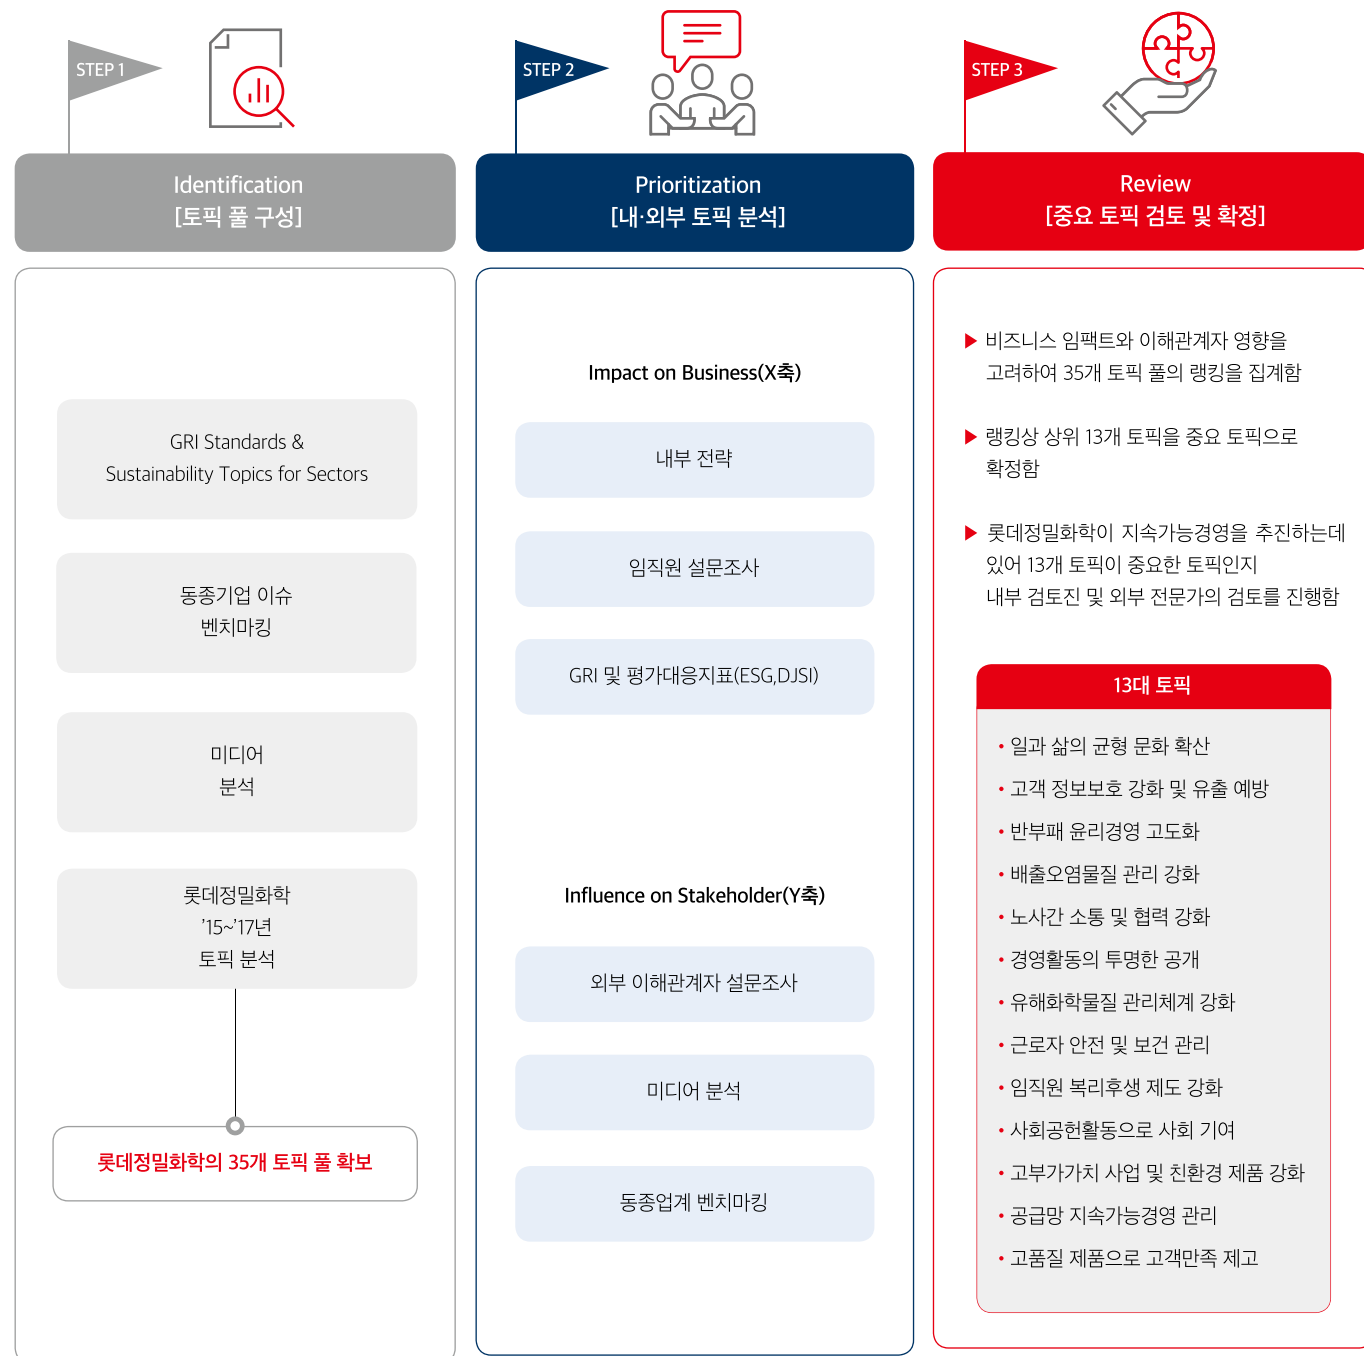 STEP 1
Identification
[토픽 풀 구성]
GRI Standards &
Sustainability Topics for Sectors
동종기업 이슈
벤치마킹
미디어
분석
롯데정밀화학
’15~’17년
토픽 분석
롯데정밀화학의 35개 토픽 풀 확보
STEP 2
Prioritization
[내·외부 토픽 분석]
Impact on Business(X축)
내부 전략
임직원 설문조사
GRI 및 평가대응지표(ESG,DJSI)
Influence on Stakeholder(Y축)
외부 이해관계자 설문조사
미디어 분석
동종업계 벤치마킹
STEP 3
Review
[중요 토픽 검토 및 확정]
▶ 비즈니스 임팩트와 이해관계자 영향을
고려하여 35개 토픽 풀의 랭킹을 집계함
▶ 랭킹상 상위 13개 토픽을 중요 토픽으로
확정함
▶ 롯데정밀화학이 지속가능경영을 추진하는데
있어 13개 토픽이 중요한 토픽인지
내부 검토진 및 외부 전문가의 검토를 진행함
13대 토픽
• 일과 삶의 균형 문화 확산
• 고객 정보보호 강화 및 유출 예방
• 반부패 윤리경영 고도화
• 배출오염물질 관리 강화
• 노사간 소통 및 협력 강화
• 경영활동의 투명한 공개
• 유해화학물질 관리체계 강화
• 근로자 안전 및 보건 관리
• 임직원 복리후생 제도 강화
• 사회공헌활동으로 사회 기여
• 고부가가치 사업 및 친환경 제품 강화
• 공급망 지속가능경영 관리
• 고품질 제품으로 고객만족 제고